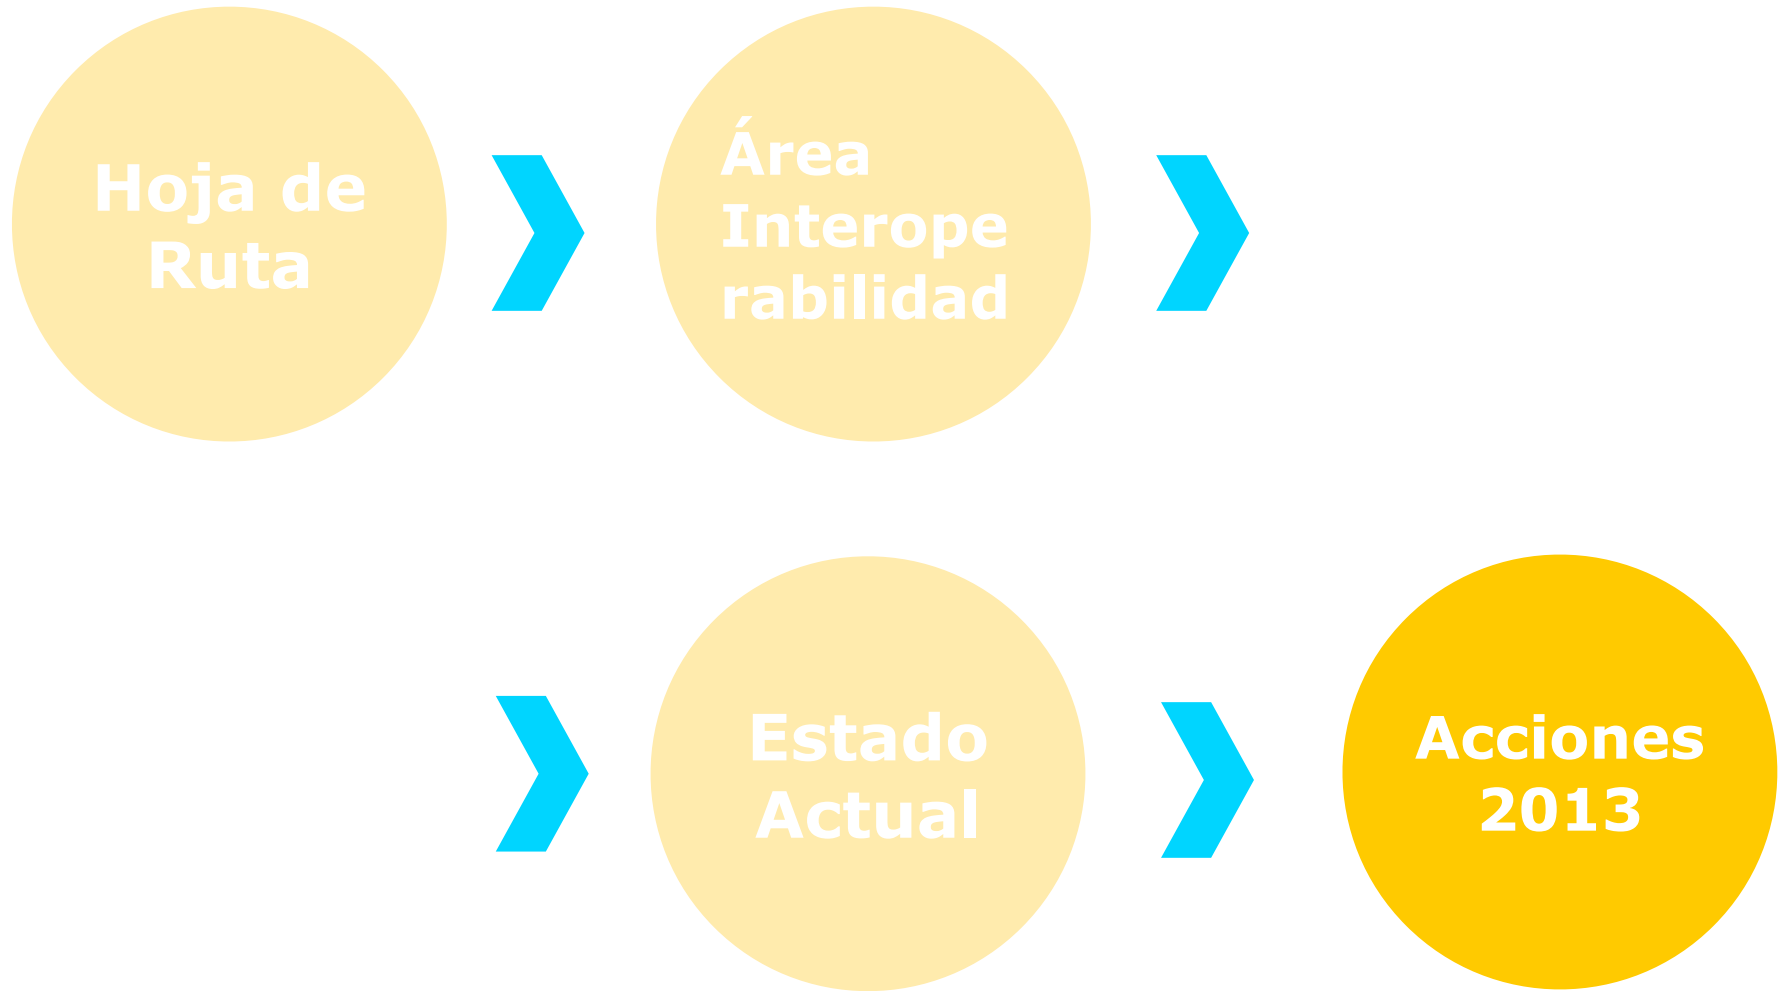 Hoja de
Ruta
Área
Interope
rabilidad
Estado
Actual
Acciones
2013